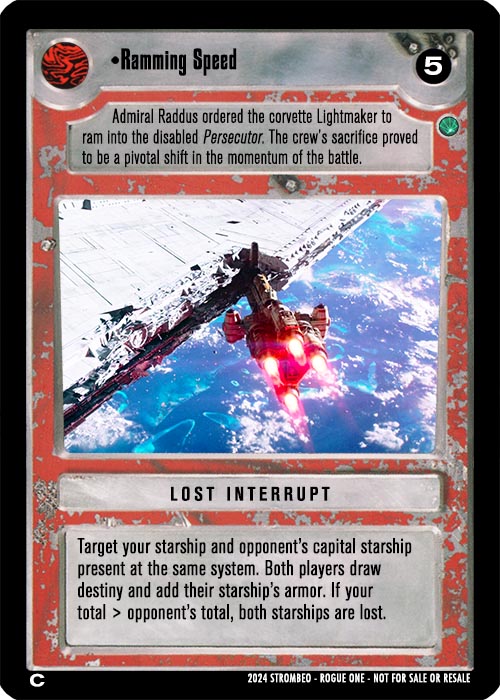 •Ramming Speed
5
Admiral Raddus ordered the corvette Lightmaker to
ram into the disabled Persecutor. The crew's sacrifice proved
to be a pivotal shift in the momentum of the battle.
LOST INTERRUPT
Target your starship and opponent's capital starship
present at the same system. Both players draw
destiny and add their starship's armor. If your
total > opponent's total, both starships are lost.
C
2024 STROMBEO - ROGUE ONE - NOT FOR SALE OR RESALE